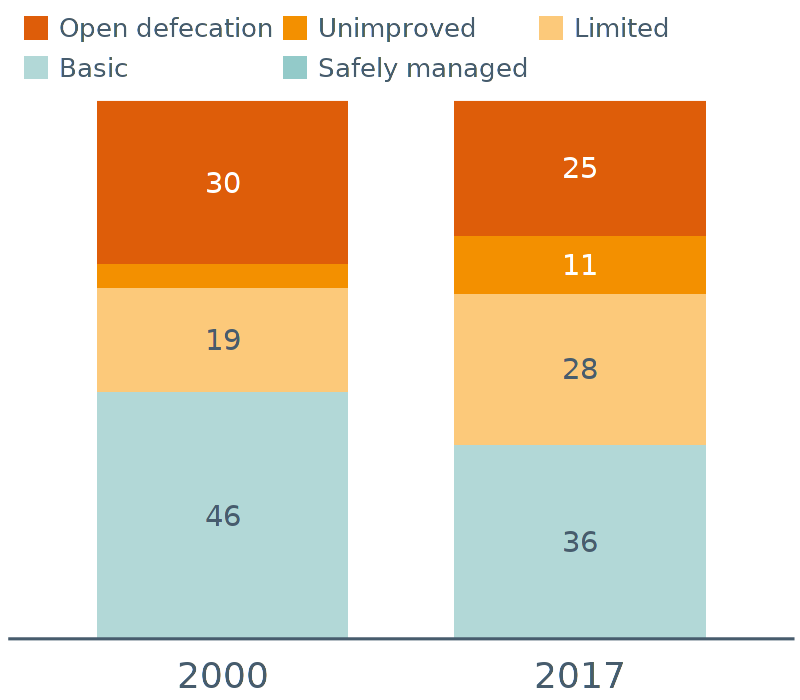 Open defecation Unimproved Limited
Basic Safely managed
30 25
11
19 28
46 36
2000 2017